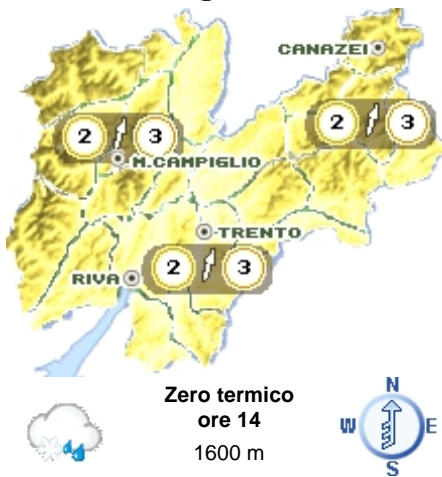 CANAZEI
2 3
2 3
M.CAMPIGLIO
TRENTO
RIVA
2 3
Zero termico
ore 14
1600 m
N
W E
S